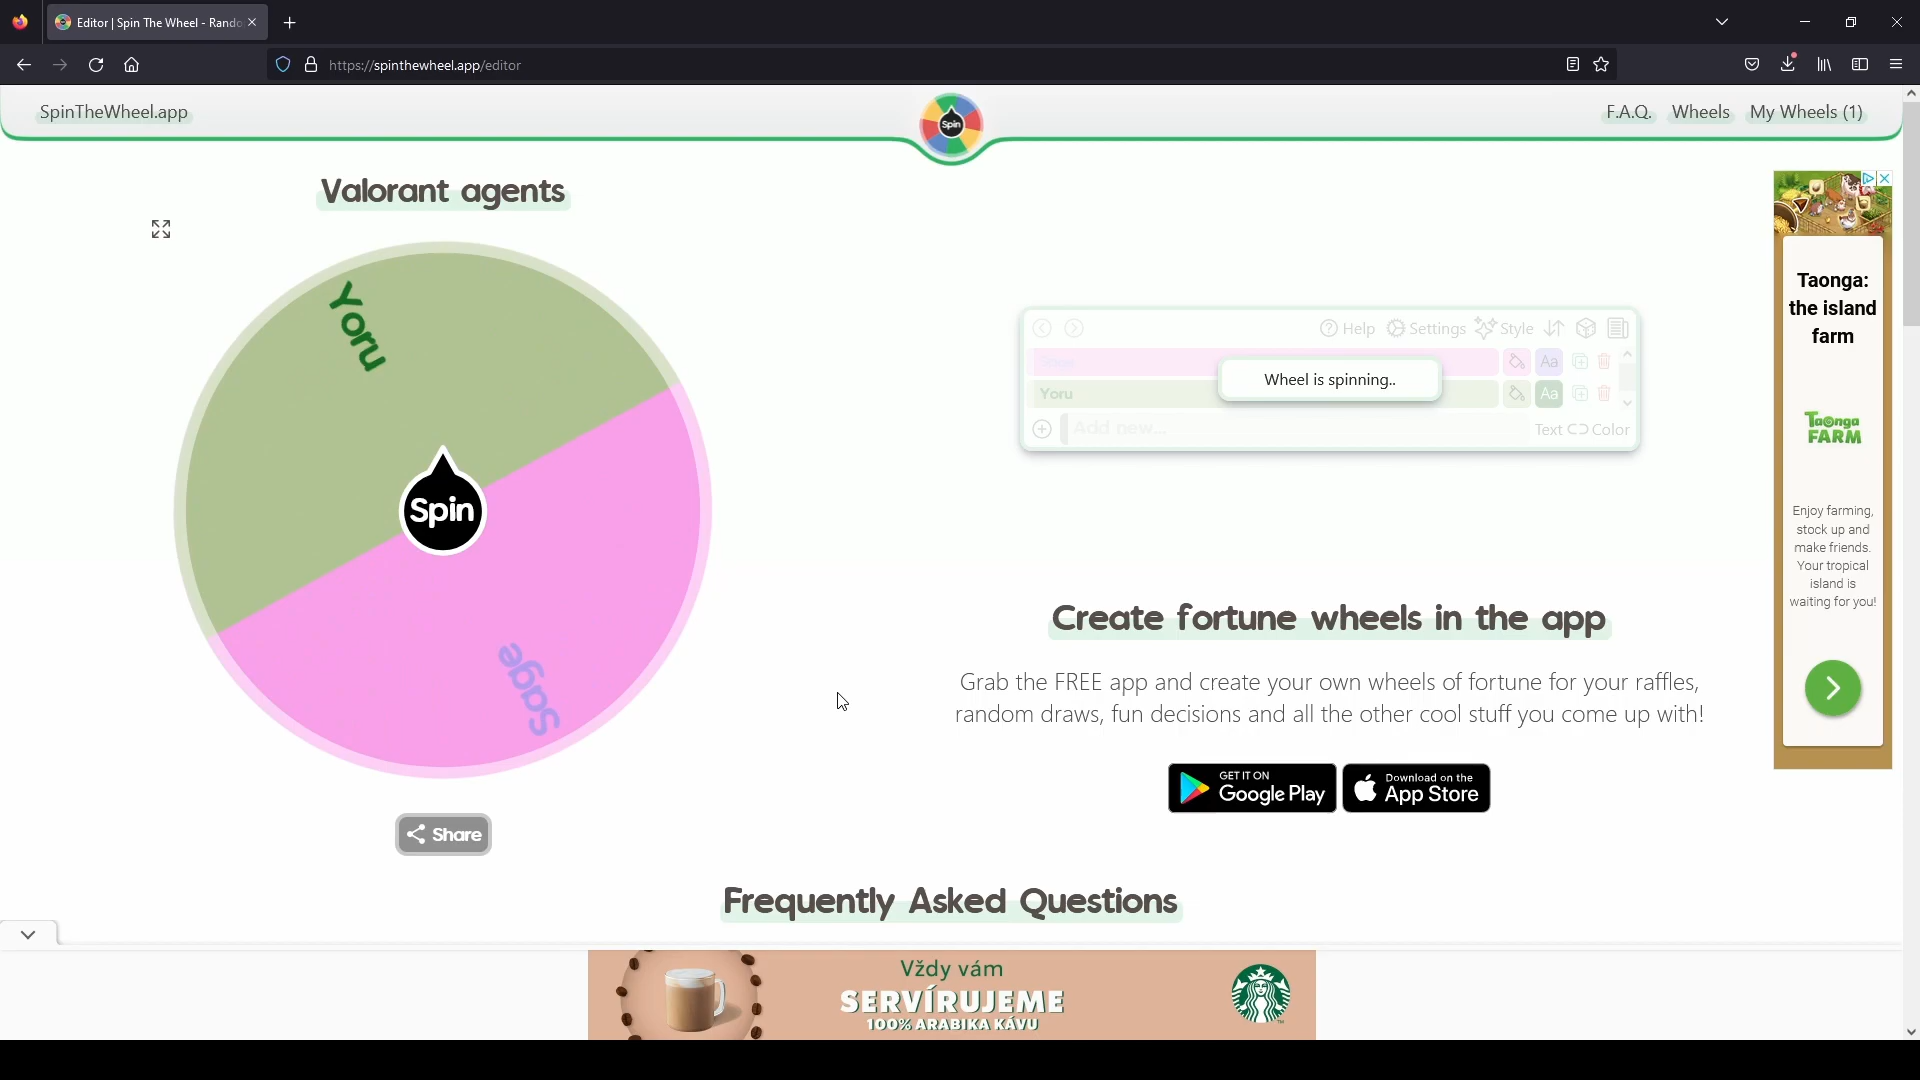 Editor | Spin The Wheel - Rando
https://spinthewheel.app/editor
SpinTheWheel.app
Spin
F.A.Q.
Wheels
My Wheels (1)
Valorant agents
Yoru
Spin
Sage
Share
Help
Settings
Style
Sage
Aa
Wheel is spinning..
Yoru
Aa
Add new...
Text
Color
Create fortune wheels in the app
Grab the FREE app and create your own wheels of fortune for your raffles,
random draws, fun decisions and all the other cool stuff you come up with!
GET IT ON
Google Play
Download on the
App Store
Taonga:
the island
farm
Taonga
FARM
Enjoy farming,
stock up and
make friends.
Your tropical
island is
waiting for you!
Frequently Asked Questions
Vždy vám
SERVÍRUJEME
100% ARABIKA KÁVU